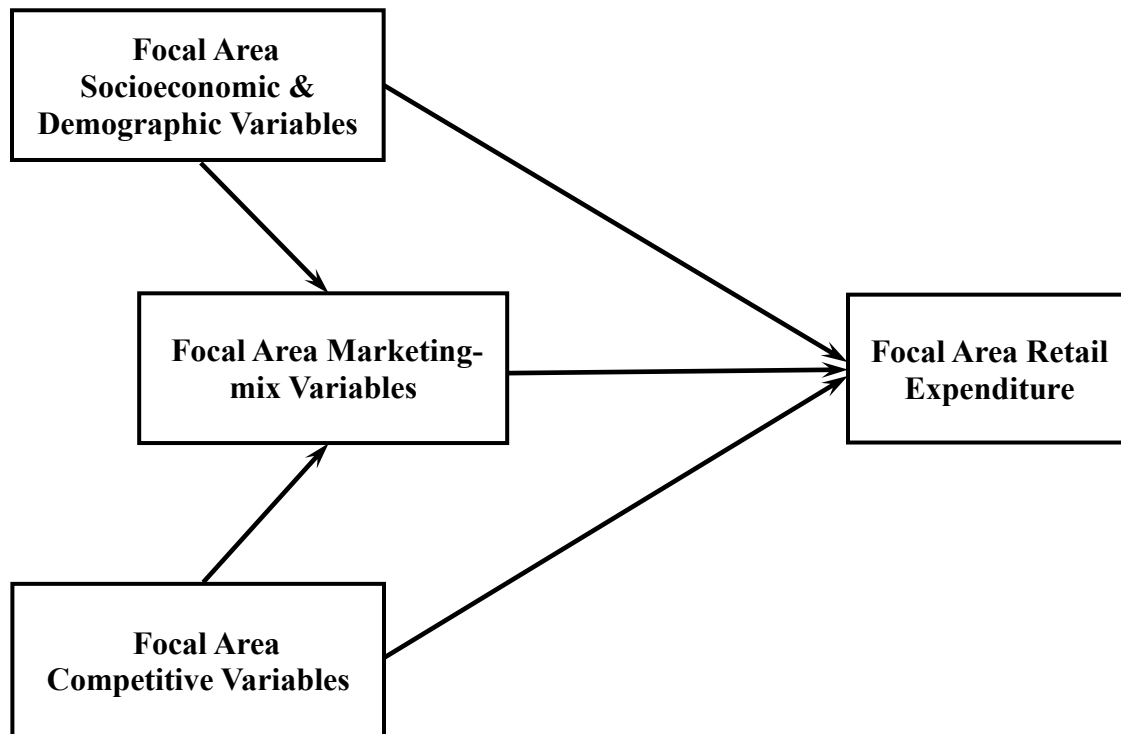 Focal Area
Socioeconomic &
Demographic Variables
Focal Area Marketing-
mix Variables
Focal Area Retail
Expenditure
Focal Area
Competitive Variables